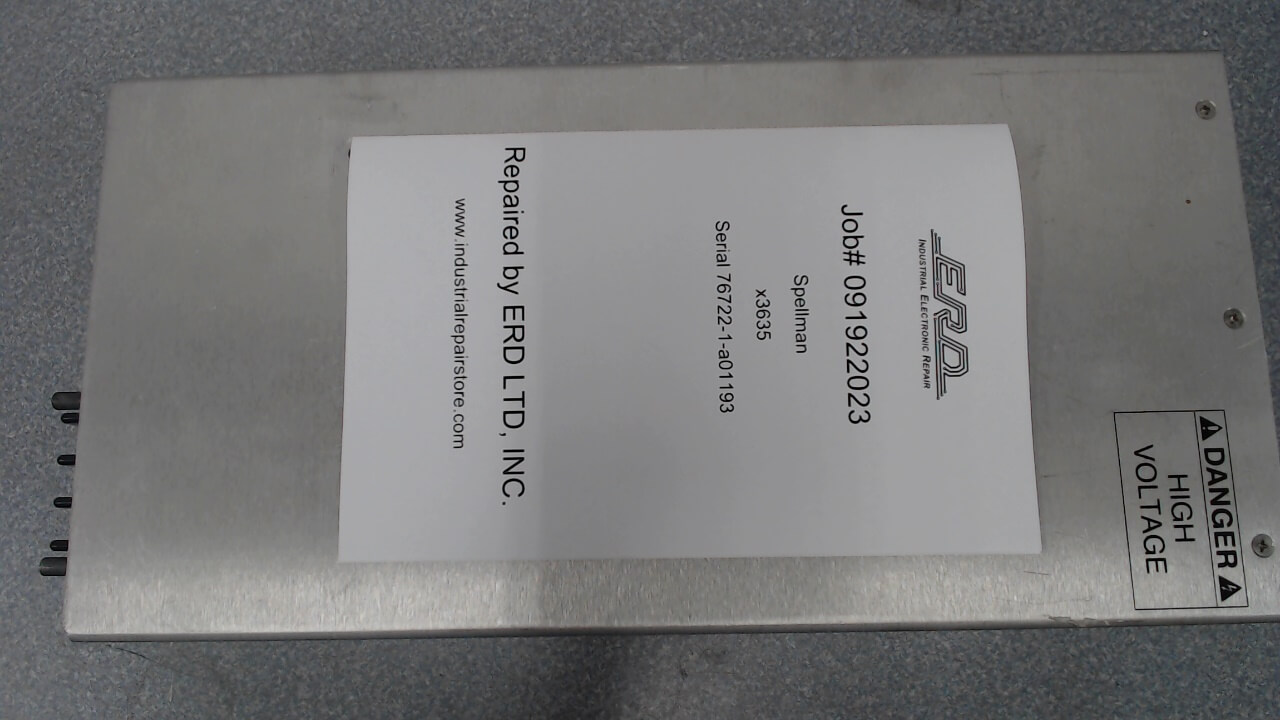 ERD
INDUSTRIAL ELECTRONIC REPAIR
Job# 091922023
Spellman
x3635
Serial 76722-1-a01193
Repaired by ERD LTD, INC.
www.industrialrepairstore.com
DANGER
HIGH
VOLTAGE